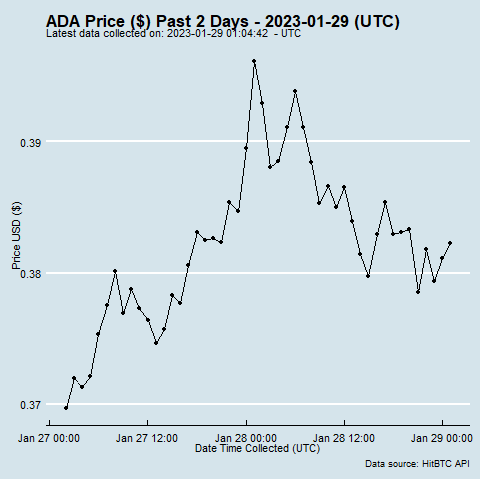 ADA Price ($) Past 2 Days - 2023-01-29 (UTC)
Latest data collected on: 2023-01-29 01:04:42  - UTC
Price USD ($)
0.39
0.38
0.37
Jan 27 00:00
Jan 27 12:00
Jan 28 00:00
Jan 28 12:00
Jan 29 00:00
Date Time Collected (UTC)
Data source: HitBTC API